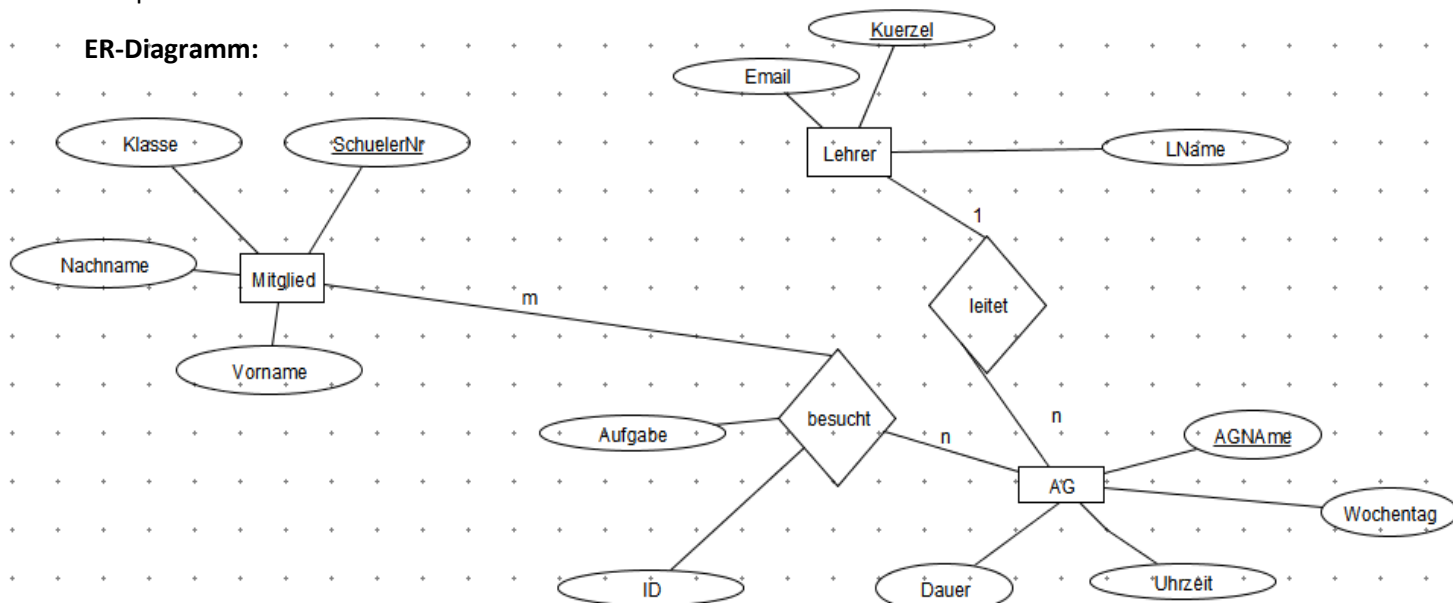 ER-Diagramm:
Kuerzel
Email
Klasse
SchuelerNr
Lehrer
LName
1
Nachname
Mitglied
m
leitet
Vorname
Aufgabe
besucht
n
n
AGNAme
AG
Wochentag
ID
Dauer
Uhrzeit